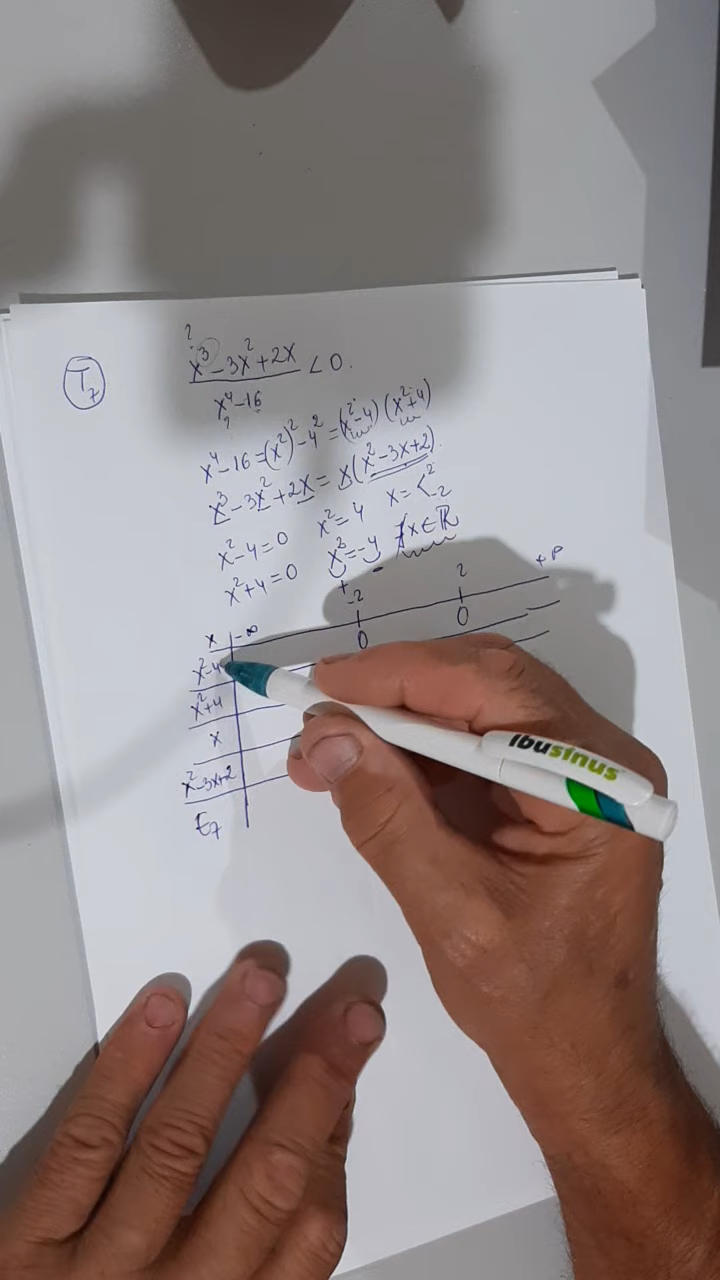 T7
?
x³-3x²+2x < 0.
x⁴-16
?
x⁴-16=(x²)²-4²=(x²-4)(x²+4)
x³-3x²+2x=x(x²-3x+2).
x²-4=0 x²=4 x=< 2 -2
x²+4=0 x²=-4 ∄x∈ℝ
+ -
-2 2
x -∞
0 0
x²-4
x²+4
x
x²-3x+2
E7
ibusinus